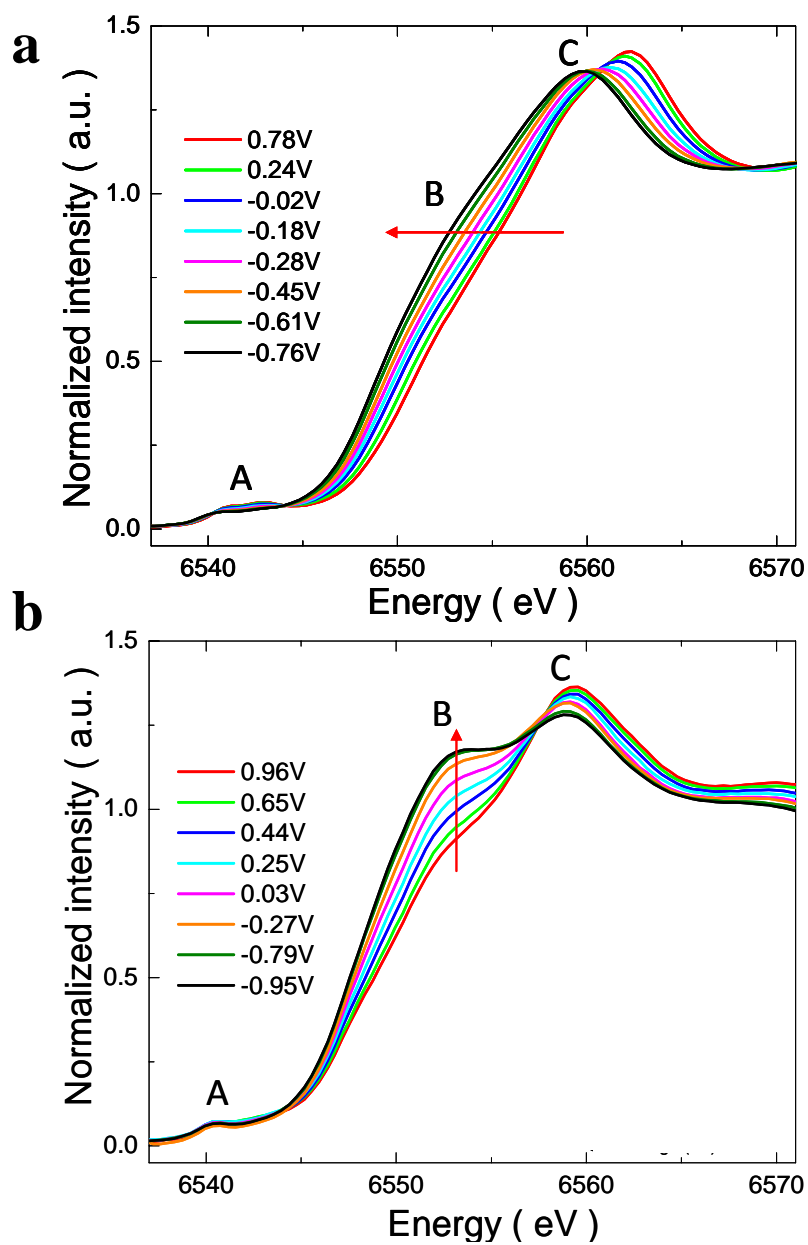 a
1.5
1.0
0.5
0.0
Normalized intensity ( a.u. )
C
B
A
0.78V
0.24V
-0.02V
-0.18V
-0.28V
-0.45V
-0.61V
-0.76V
6540
6550
6560
6570
Energy ( eV )
b
1.5
1.0
0.5
0.0
Normalized intensity ( a.u. )
C
B
A
0.96V
0.65V
0.44V
0.25V
0.03V
-0.27V
-0.79V
-0.95V
6540
6550
6560
6570
Energy ( eV )